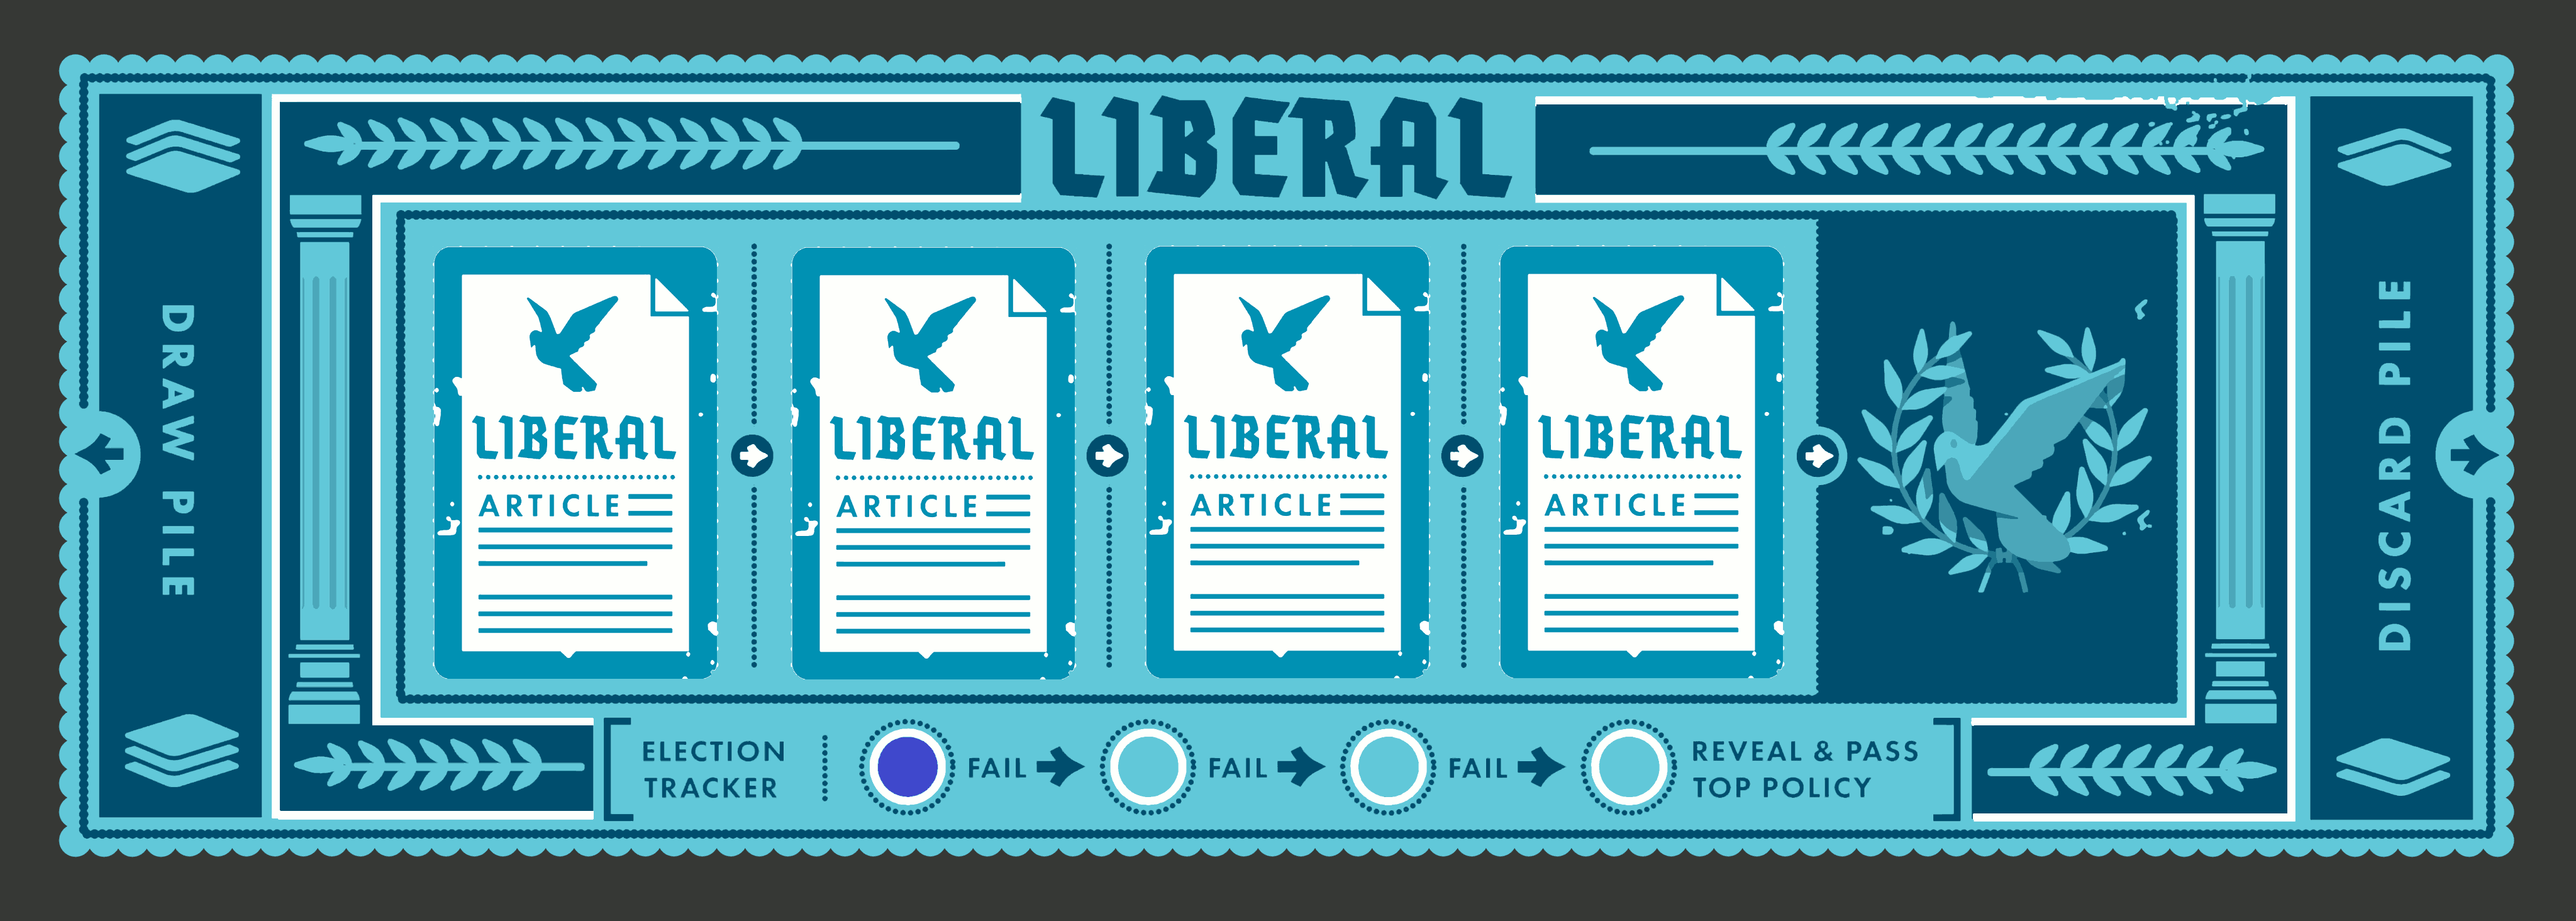 LIBERAL
DRAW PILE
LIBERAL
ARTICLE
LIBERAL
ARTICLE
LIBERAL
ARTICLE
LIBERAL
ARTICLE
DISCARD PILE
ELECTION
TRACKER
FAIL
FAIL
FAIL
REVEAL & PASS
TOP POLICY